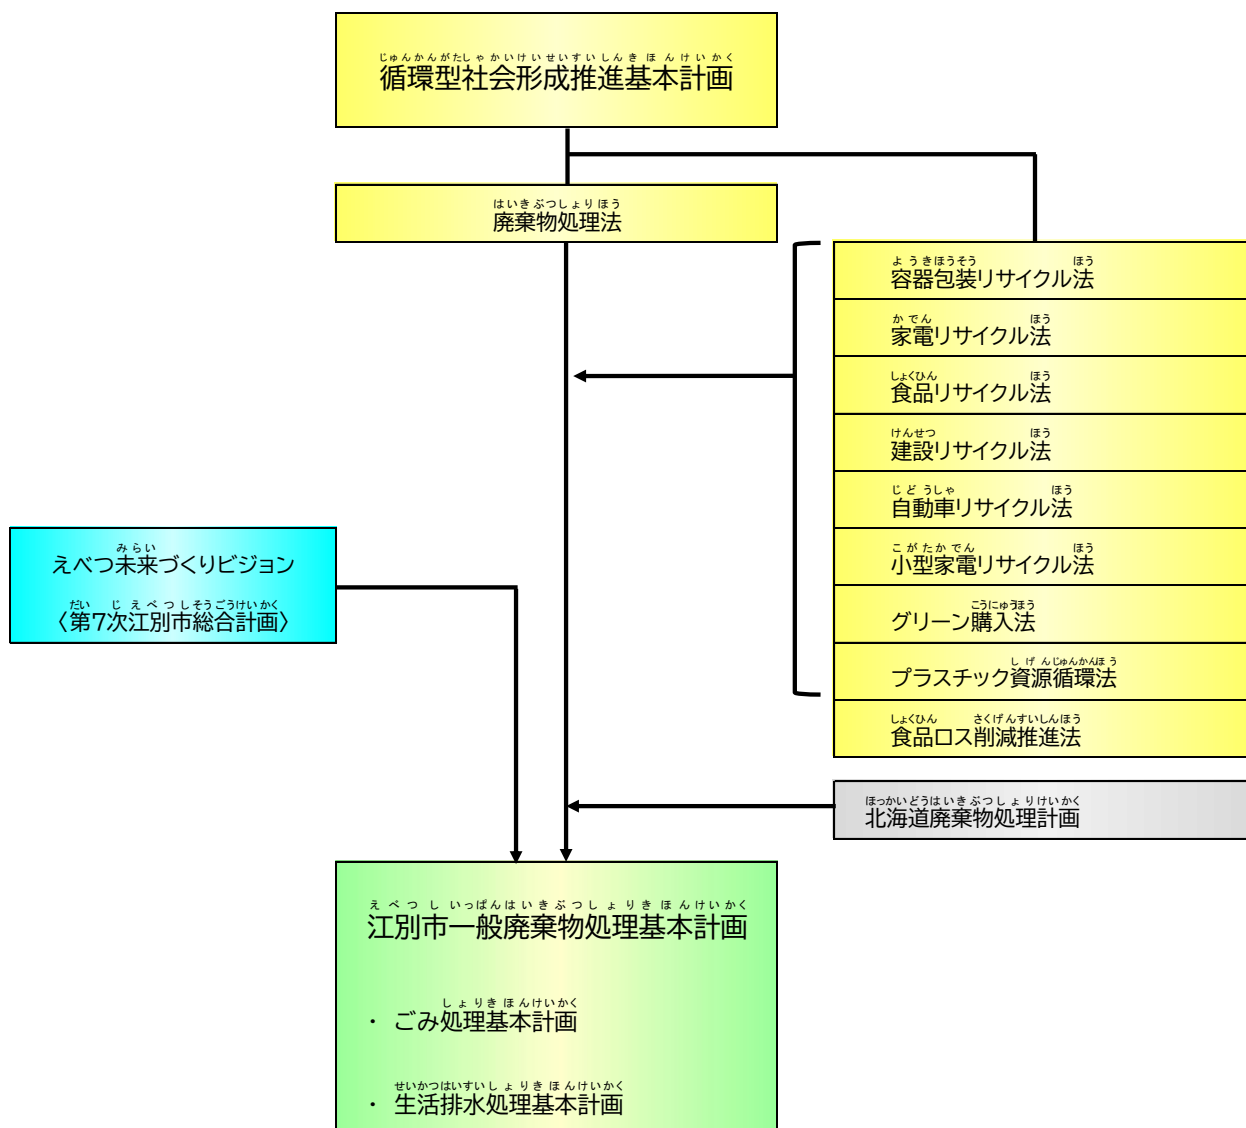 じゅんかんがたしゃかいけいせいすいしんきほんけいかく
循環型社会形成推進基本計画
はいきぶつしょりほう
廃棄物処理法
ようきほうそう ほう
容器包装リサイクル法
かでん ほう
家電リサイクル法
しょくひん ほう
食品リサイクル法
けんせつ ほう
建設リサイクル法
じどうしゃ ほう
自動車リサイクル法
こがたかでん ほう
小型家電リサイクル法
こうにゅうほう
グリーン購入法
しげんじゅんかんほう
プラスチック資源循環法
しょくひん さくげんすいしんほう
食品ロス削減推進法
みらい
えべつ未来づくりビジョン
だい じ えべつしそうごうけいかく
〈第7次江別市総合計画〉
ほっかいどうはいきぶつしょりけいかく
北海道廃棄物処理計画
えべつしいっぱんはいきぶつしょりきほんけいかく
江別市一般廃棄物処理基本計画
しょりきほんけいかく
・ ごみ処理基本計画
せいかつはいすいしょりきほんけいかく
・ 生活排水処理基本計画